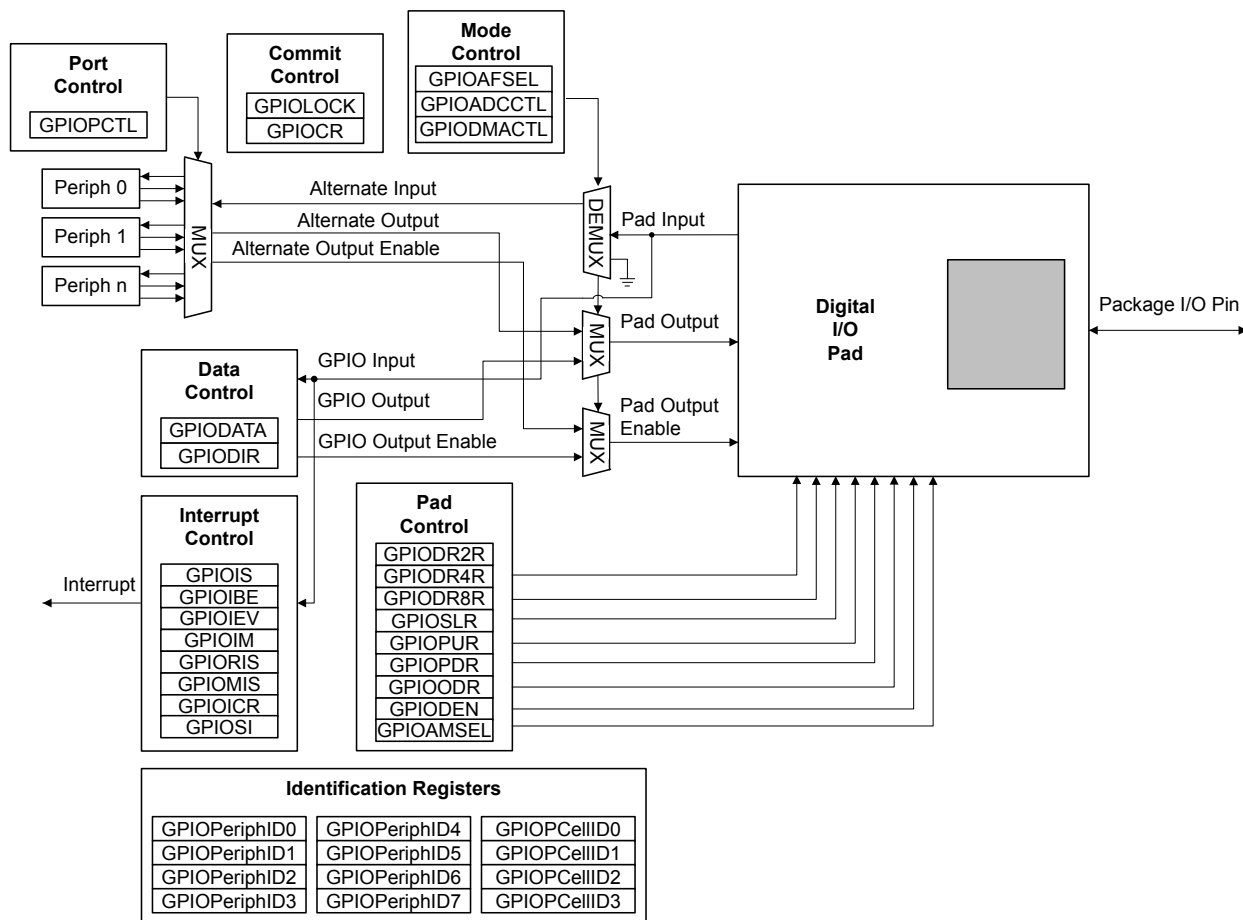 Port
Control
GPIOPCTL
Commit
Control
GPIOLOCK
GPIOCR
Mode
Control
GPIOAFSEL
GPIOADCCTL
GPIODMACTL
Periph 0
Periph 1
Periph n
MUX
Alternate Input
Alternate Output
Alternate Output Enable
DEMUX
Pad Input
MUX
Pad Output
MUX
Pad Output
Enable
Digital
I/O
Pad
Package I/O Pin
Data
Control
GPIODATA
GPIODIR
GPIO Input
GPIO Output
GPIO Output Enable
Interrupt
Control
GPIOIS
GPIOIBE
GPIOIEV
GPIOIM
GPIORIS
GPIOMIS
GPIOICR
GPIOSI
Interrupt
Pad
Control
GPIODR2R
GPIODR4R
GPIODR8R
GPIOSLR
GPIOPUR
GPIOPDR
GPIOODR
GPIODEN
GPIOAMSEL
Identification Registers
GPIOPeriphID0
GPIOPeriphID1
GPIOPeriphID2
GPIOPeriphID3
GPIOPeriphID4
GPIOPeriphID5
GPIOPeriphID6
GPIOPeriphID7
GPIOPCellID0
GPIOPCellID1
GPIOPCellID2
GPIOPCellID3